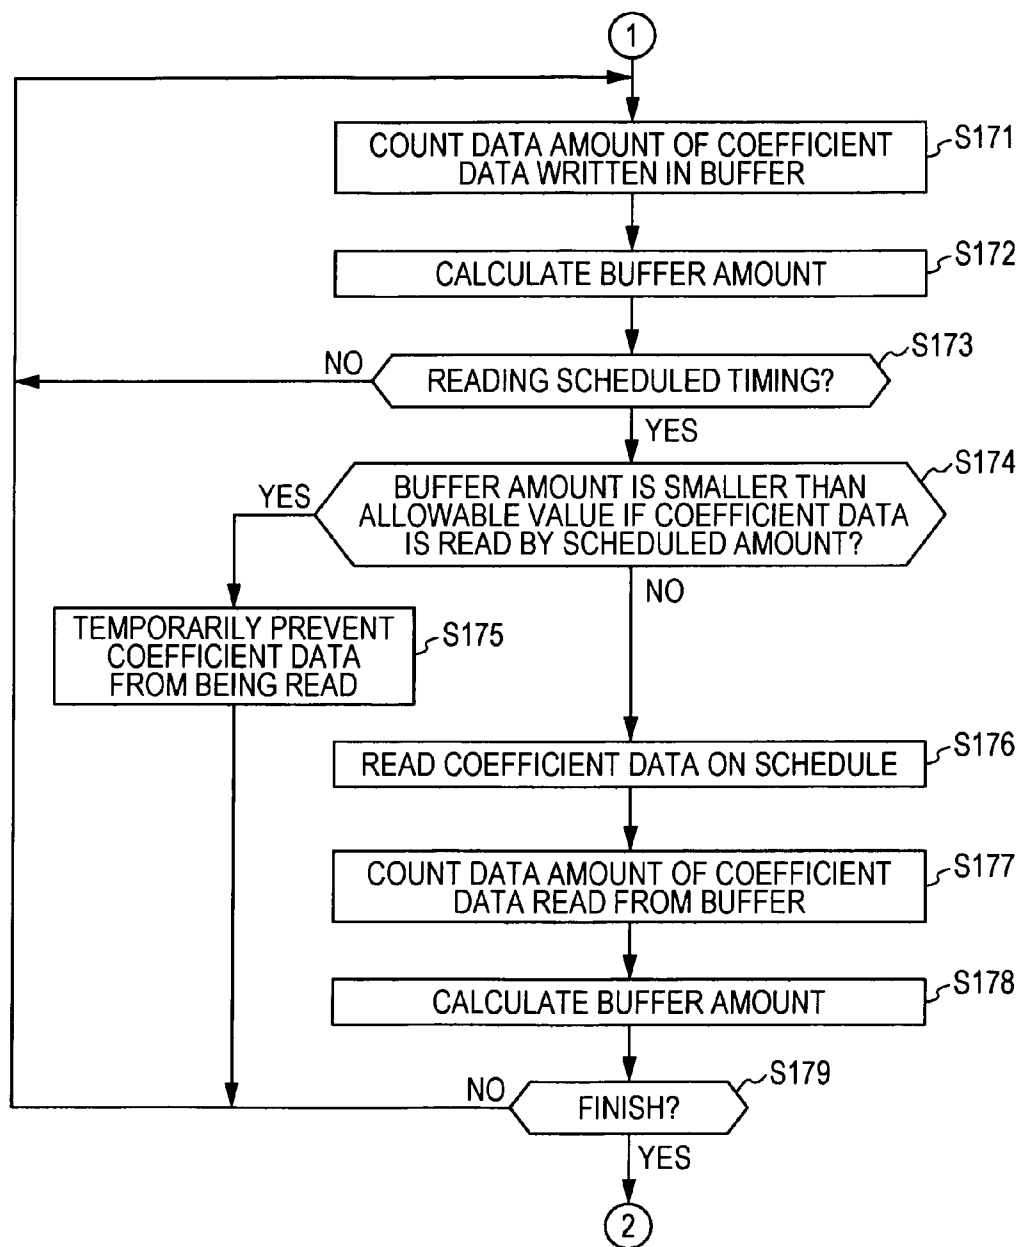 1
COUNT DATA AMOUNT OF COEFFICIENT
DATA WRITTEN IN BUFFER
S171
CALCULATE BUFFER AMOUNT
S172
READING SCHEDULED TIMING?
S173
NO
YES
BUFFER AMOUNT IS SMALLER THAN
ALLOWABLE VALUE IF COEFFICIENT DATA
IS READ BY SCHEDULED AMOUNT?
S174
YES
NO
TEMPORARILY PREVENT
COEFFICIENT DATA
FROM BEING READ
S175
READ COEFFICIENT DATA ON SCHEDULE
S176
COUNT DATA AMOUNT OF COEFFICIENT
DATA READ FROM BUFFER
S177
CALCULATE BUFFER AMOUNT
S178
FINISH?
S179
NO
YES
2